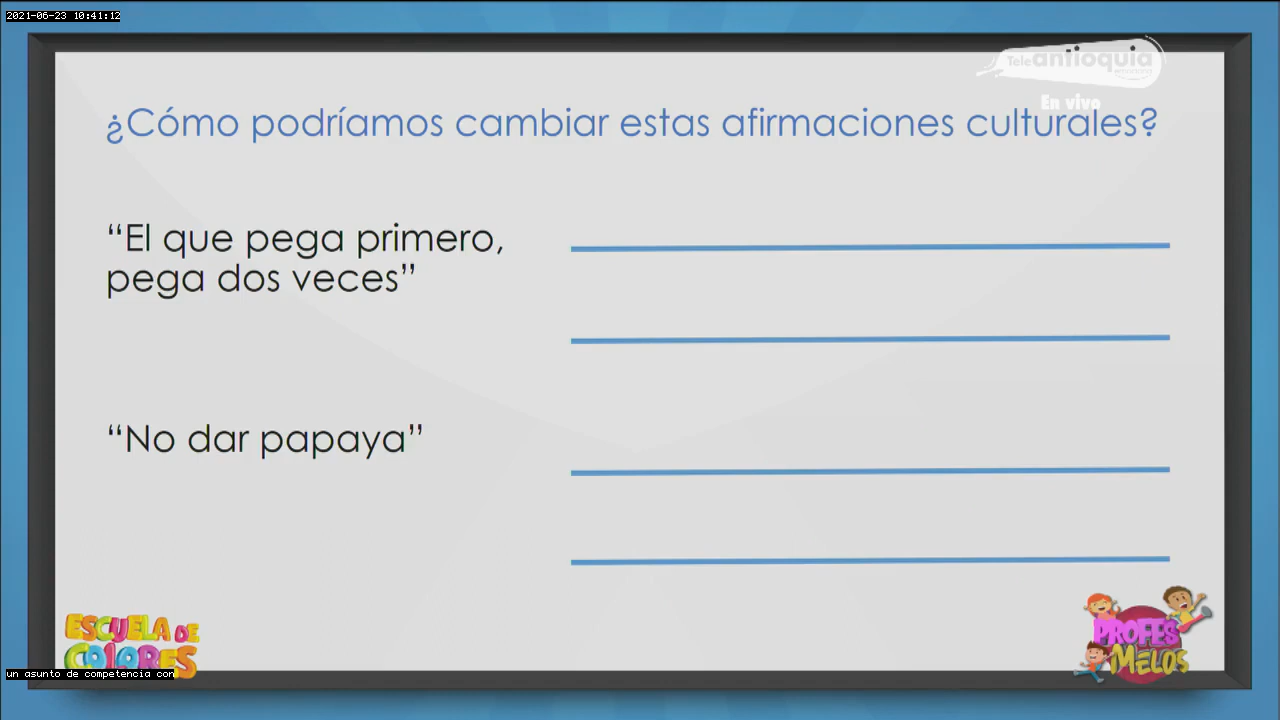 2021-06-23 10:41:12
Teleantioquia
En vivo
¿Cómo podríamos cambiar estas afirmaciones culturales?
“El que pega primero,
pega dos veces”
“No dar papaya”
ESCUELA DE
COLORES
PROFES
MELOS
un asunto de competencia con